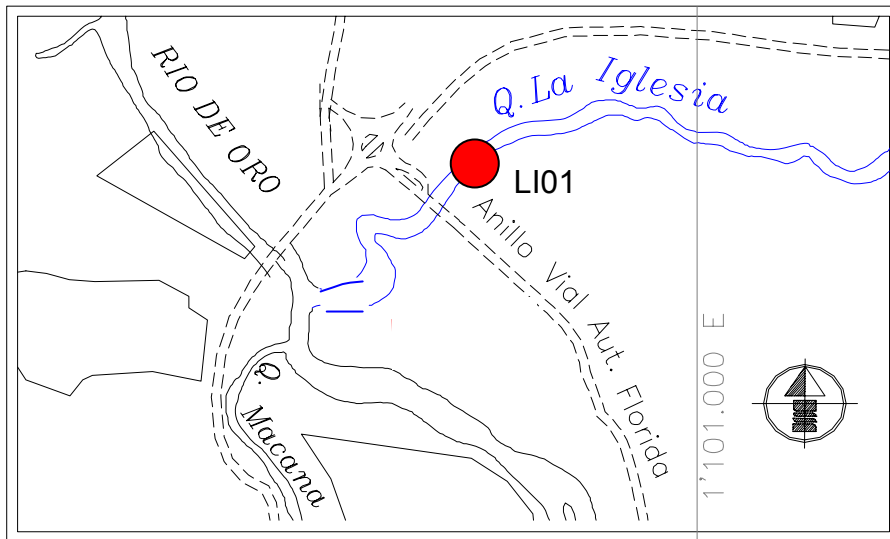 RIO DE ORO
Q. La Iglesia
LI01
Anillo Vial Aut. Florida
1'101.000 E
Q. Macana